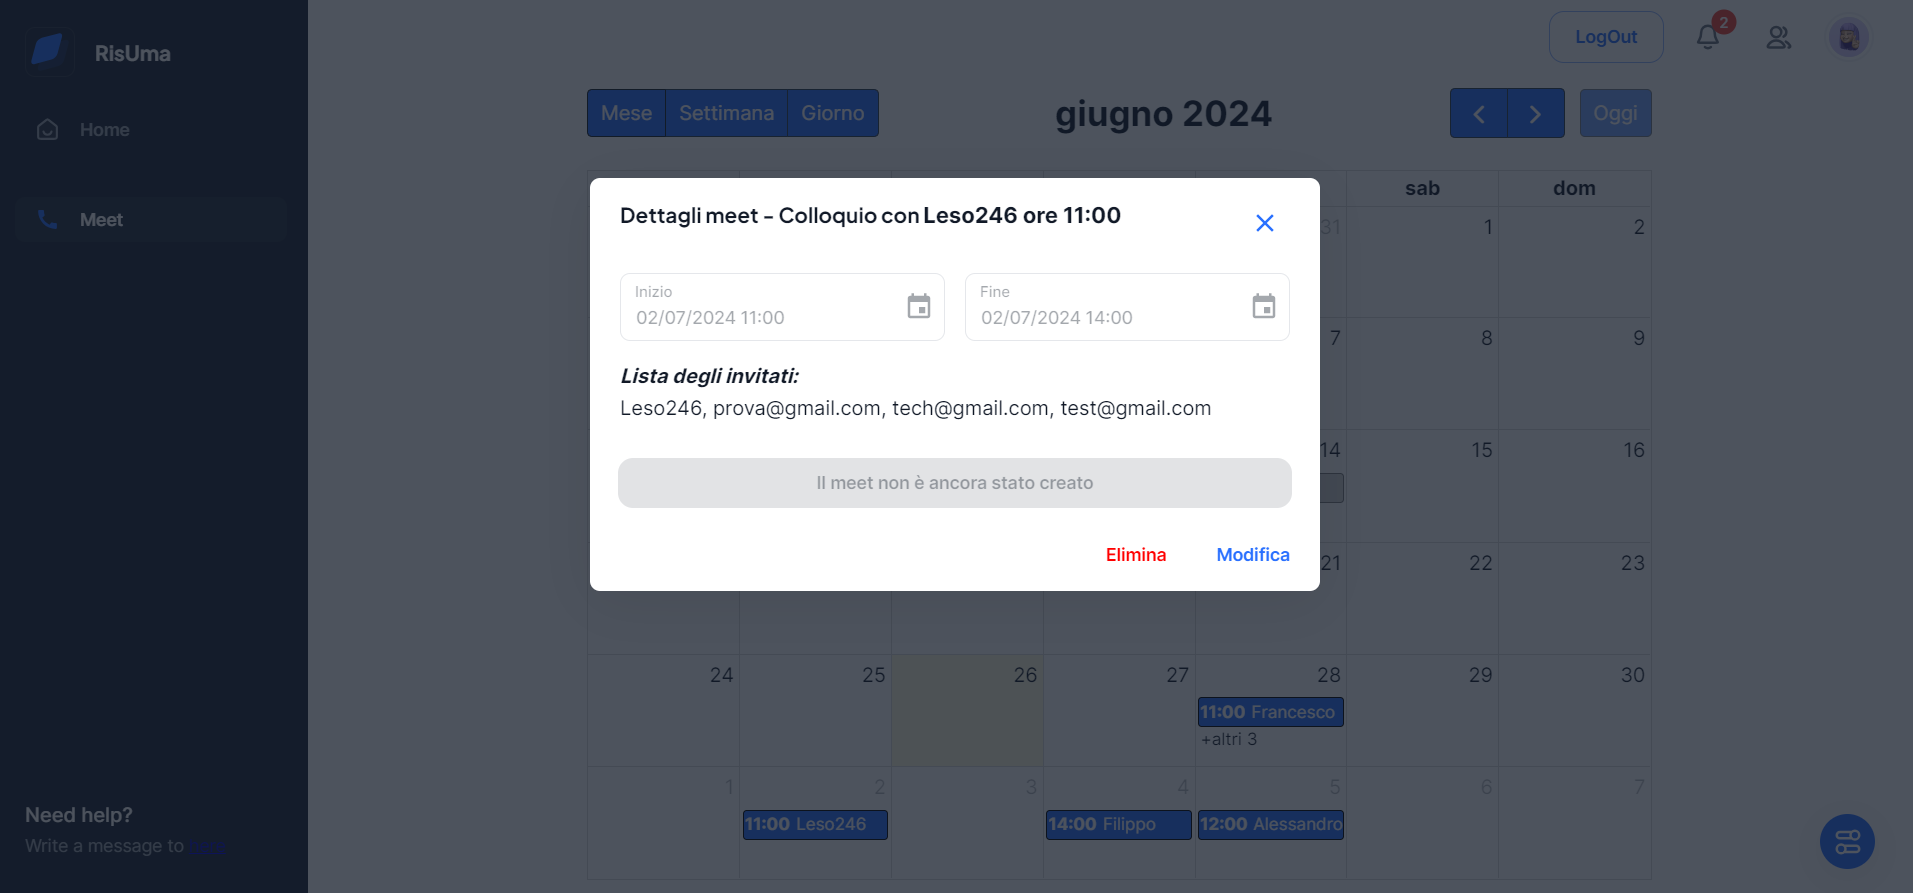 RisUma
LogOut
2
Home
Meet
Mese Settimana Giorno
giugno 2024
Oggi
sab dom
31 1 2
Dettagli meet - Colloquio con Leso246 ore 11:00
Inizio
02/07/2024 11:00
Fine
02/07/2024 14:00
Lista degli invitati:
Leso246, prova@gmail.com, tech@gmail.com, test@gmail.com
Il meet non è ancora stato creato
Elimina Modifica
7 8 9
14 15 16
21 22 23
24 25 26 27 28 29 30
11:00 Francesco
+altri 3
1 2 3 4 5 6 7
11:00 Leso246
14:00 Filippo
12:00 Alessandro
Need help?
Write a message to